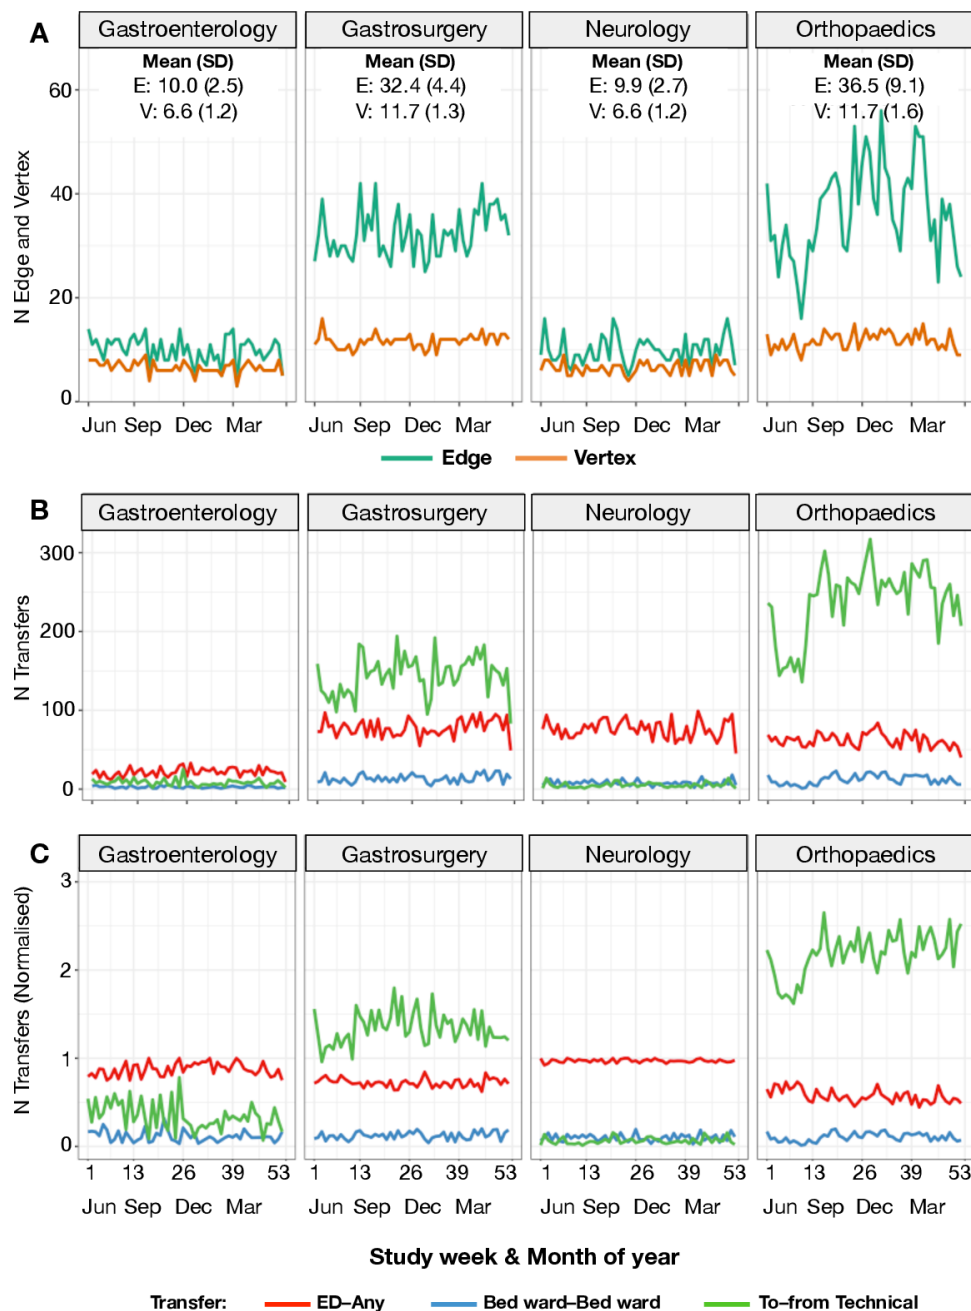 A
Gastroenterology Gastrosurgery Neurology Orthopaedics
Mean (SD) Mean (SD) Mean (SD) Mean (SD)
E: 10.0 (2.5) E: 32.4 (4.4) E: 9.9 (2.7) E: 36.5 (9.1)
V: 6.6 (1.2) V: 11.7 (1.3) V: 6.6 (1.2) V: 11.7 (1.6)
N Edge and Vertex
60
40
20
0
Jun Sep Dec Mar Jun Sep Dec Mar Jun Sep Dec Mar Jun Sep Dec Mar
Edge Vertex
B
Gastroenterology Gastrosurgery Neurology Orthopaedics
N Transfers
300
200
100
0
C
Gastroenterology Gastrosurgery Neurology Orthopaedics
N Transfers (Normalised)
3
2
1
0
1 13 26 39 53 1 13 26 39 53 1 13 26 39 53 1 13 26 39 53
Jun Sep Dec Mar Jun Sep Dec Mar Jun Sep Dec Mar Jun Sep Dec Mar
Study week & Month of year
Transfer: ED–Any Bed ward–Bed ward To–from Technical